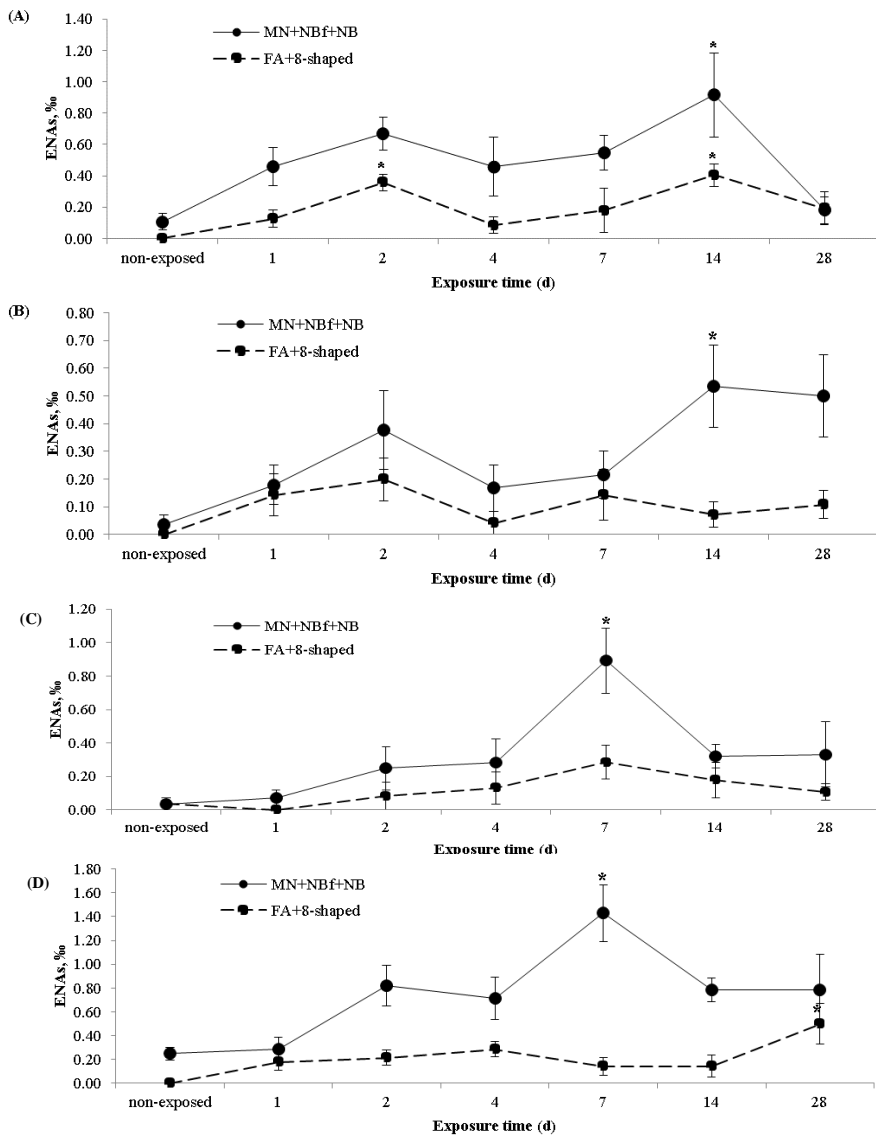 (A)
1.40
1.20
1.00
0.80
0.60
0.40
0.20
0.00
ENAs,‰
MN+NBf+NB
FA+8-shaped
*
*
*
non-exposed 1 2 4 7 14 28
Exposure time (d)
(B)
0.80
0.70
0.60
0.50
0.40
0.30
0.20
0.10
0.00
ENAs,‰
MN+NBf+NB
FA+8-shaped
*
non-exposed 1 2 4 7 14 28
Exposure time (d)
(C)
1.20
1.00
0.80
0.60
0.40
0.20
0.00
ENAs,‰
MN+NBf+NB
FA+8-shaped
*
non-exposed 1 2 4 7 14 28
Exposure time (d)
(D)
1.80
1.60
1.40
1.20
1.00
0.80
0.60
0.40
0.20
0.00
ENAs,‰
MN+NBf+NB
FA+8-shaped
*
*
non-exposed 1 2 4 7 14 28
Exposure time (d)